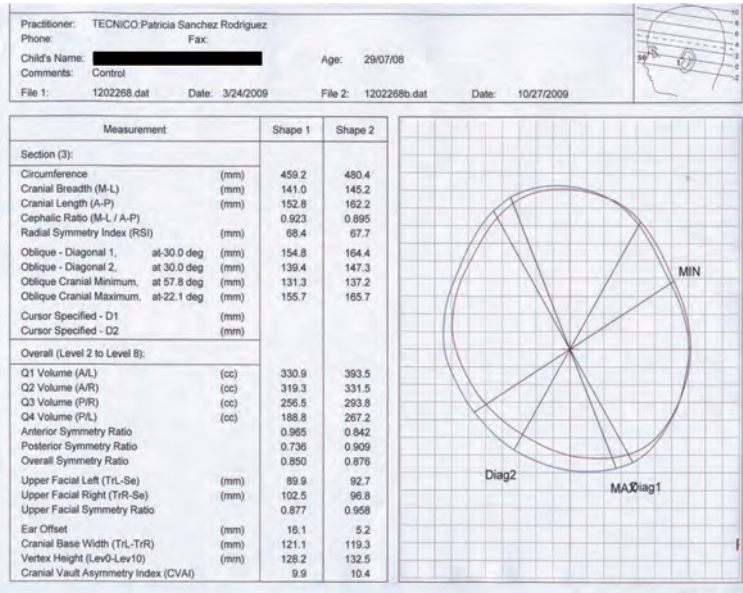 Practitioner: TECNICO:Patricia Sanchez Rodriguez
Phone: Fax:
Child's Name: Age: 29/07/08
Comments: Control
File 1: 1202268.dat Date: 3/24/2009 File 2: 1202268b.dat Date: 10/27/2009
10
8
6
4
2
0
-2
Measurement Shape 1 Shape 2
Section (3):
Circumference (mm) 459.2 480.4
Cranial Breadth (M-L) (mm) 141.0 145.2
Cranial Length (A-P) (mm) 152.8 162.2
Cephalic Ratio (M-L / A-P) 0.923 0.895
Radial Symmetry Index (RSI) (mm) 68.4 67.7
Oblique - Diagonal 1, at-30.0 deg (mm) 154.8 164.4
Oblique - Diagonal 2, at 30.0 deg (mm) 139.4 147.3
Oblique Cranial Minimum, at 57.8 deg (mm) 131.3 137.2
Oblique Cranial Maximum, at-22.1 deg (mm) 155.7 165.7
Cursor Specified - D1 (mm)
Cursor Specified - D2 (mm)
Overall (Level 2 to Level 8):
Q1 Volume (A/L) (cc) 330.9 393.5
Q2 Volume (A/R) (cc) 319.3 331.5
Q3 Volume (P/R) (cc) 256.5 293.8
Q4 Volume (P/L) (cc) 188.8 267.2
Anterior Symmetry Ratio 0.965 0.842
Posterior Symmetry Ratio 0.736 0.909
Overall Symmetry Ratio 0.850 0.876
Upper Facial Left (TrL-Se) (mm) 89.9 92.7
Upper Facial Right (TrR-Se) (mm) 102.5 96.8
Upper Facial Symmetry Ratio 0.877 0.958
Ear Offset (mm) 16.1 5.2
Cranial Base Width (TrL-TrR) (mm) 121.1 119.3
Vertex Height (Lev0-Lev10) (mm) 128.2 132.5
Cranial Vault Asymmetry Index (CVAI) 9.9 10.4
MIN
Diag2
MAX Diag1